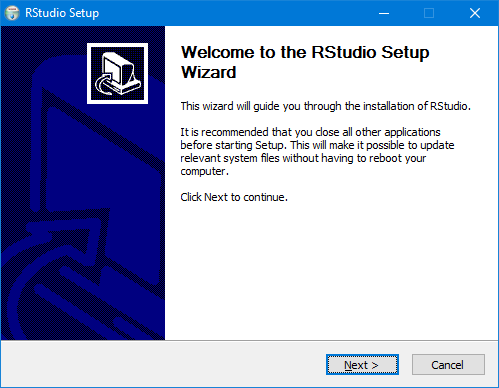 RStudio Setup
Welcome to the RStudio Setup
Wizard
This wizard will guide you through the installation of RStudio.
It is recommended that you close all other applications
before starting Setup. This will make it possible to update
relevant system files without having to reboot your
computer.
Click Next to continue.
Next >
Cancel